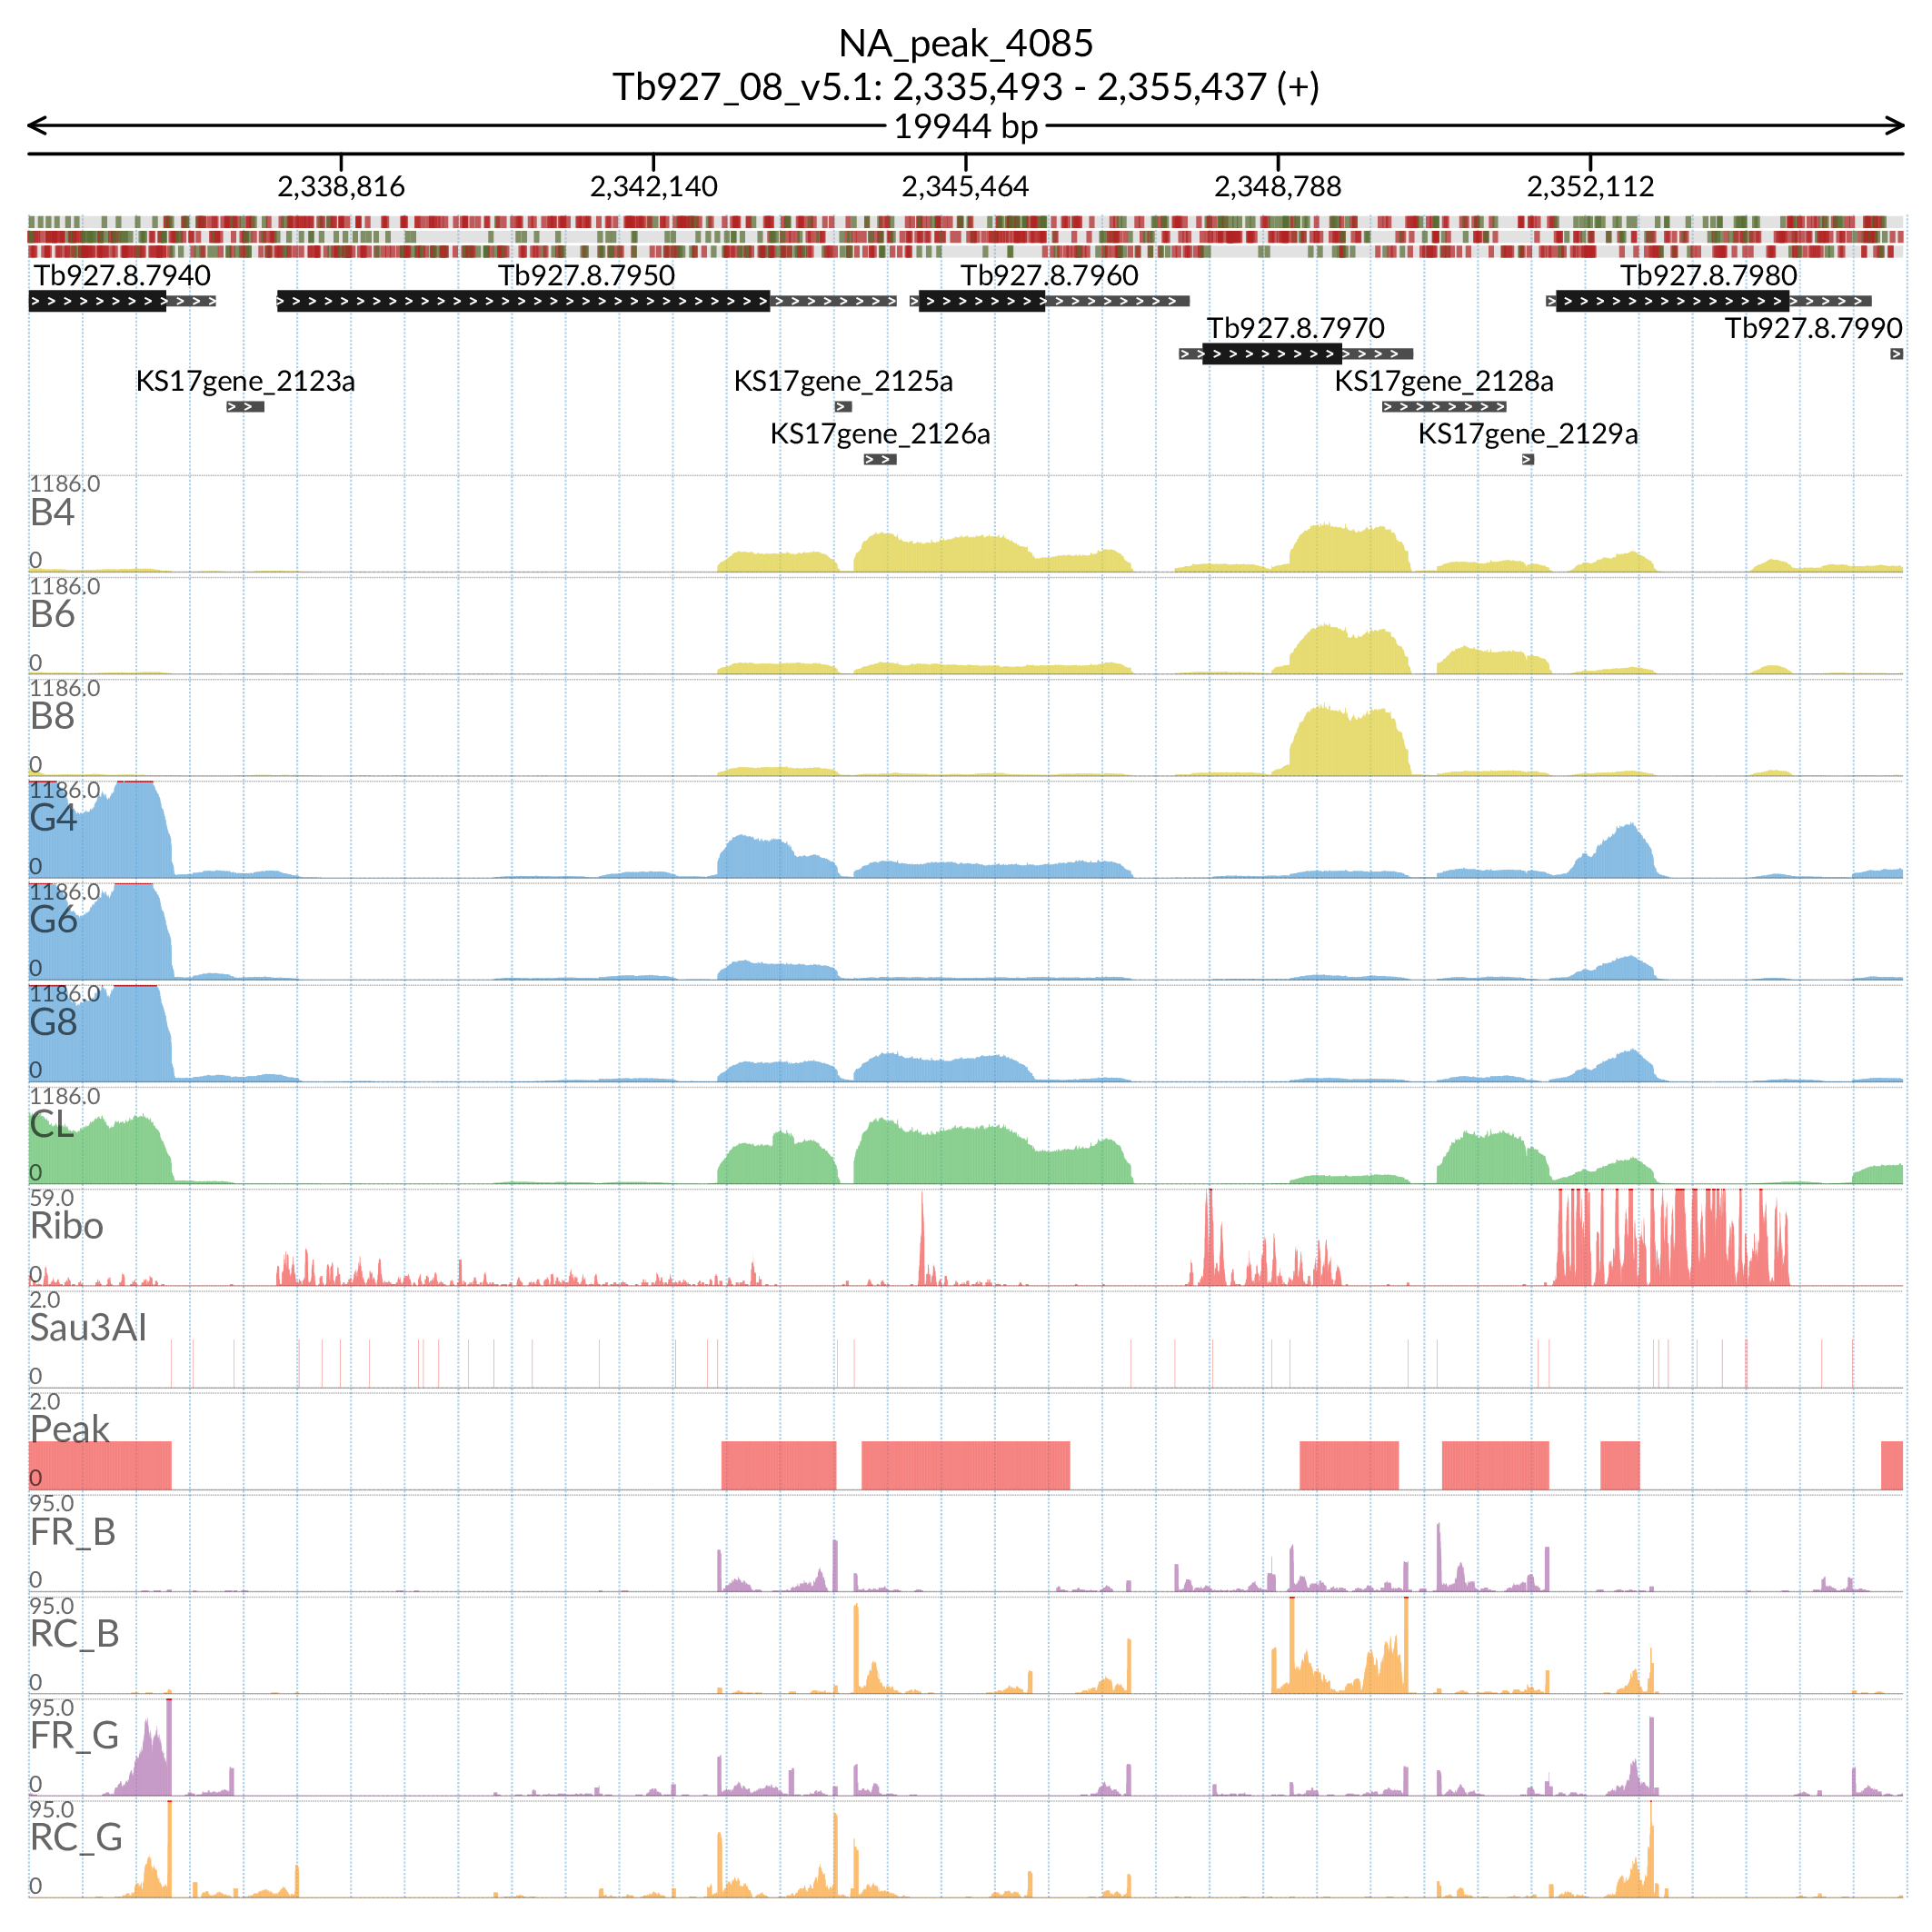 NA_peak_4085
Tb927_08_v5.1: 2,335,493 - 2,355,437 (+)
19944 bp
2,338,816 2,342,140 2,345,464 2,348,788 2,352,112
Tb927.8.7940 Tb927.8.7950 Tb927.8.7960 Tb927.8.7980
Tb927.8.7970 Tb927.8.7990
KS17gene_2123a KS17gene_2125a KS17gene_2128a
KS17gene_2126a KS17gene_2129a
1186.0
B4
0
1186.0
B6
0
1186.0
B8
0
1186.0
G4
0
1186.0
G6
0
1186.0
G8
0
1186.0
CL
0
59.0
Ribo
0
2.0
Sau3AI
0
2.0
Peak
0
95.0
FR_B
0
95.0
RC_B
0
95.0
FR_G
0
95.0
RC_G
0